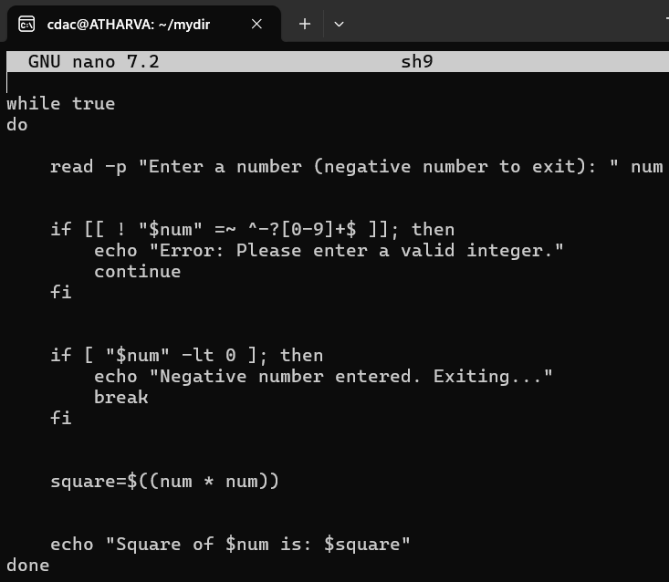 cdac@ATHARVA: ~/mydir
GNU nano 7.2 sh9
while true
do
    read -p "Enter a number (negative number to exit): " num
    if [[ ! "$num" =~ ^-?[0-9]+$ ]]; then
        echo "Error: Please enter a valid integer."
        continue
    fi
    if [ "$num" -lt 0 ]; then
        echo "Negative number entered. Exiting..."
        break
    fi
    square=$((num * num))
    echo "Square of $num is: $square"
done